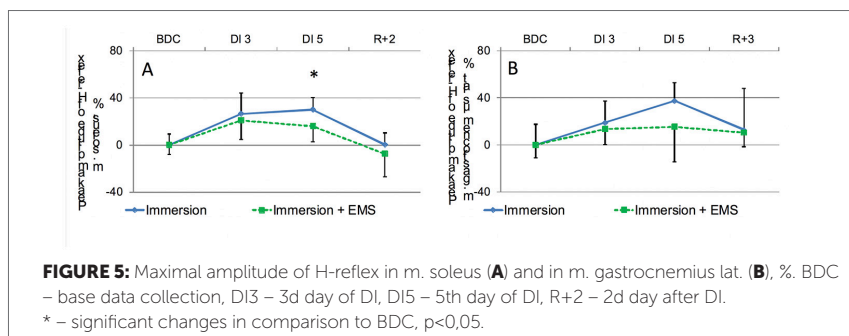 BDC DI 3 DI 5 R+2
80
40
0
-40
A
*
Immersion Immersion + EMS
BDC DI 3 DI 5 R+3
80
40
0
-40
B
Immersion Immersion + EMS
FIGURE 5: Maximal amplitude of H-reflex in m. soleus (A) and in m. gastrocnemius lat. (B), %. BDC
– base data collection, DI3 – 3d day of DI, DI5 – 5th day of DI, R+2 – 2d day after DI.
* – significant changes in comparison to BDC, p<0,05.